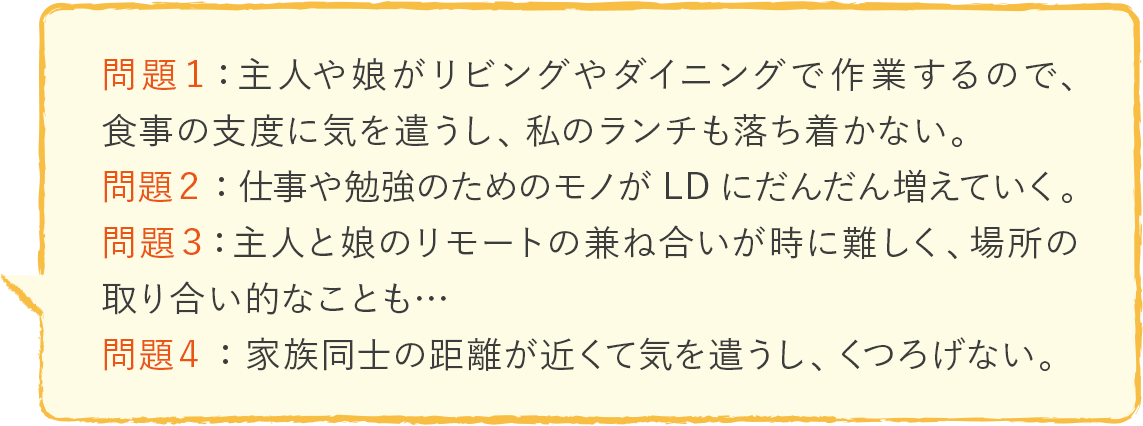 問題1：主人や娘がリビングやダイニングで作業するので、
食事の支度に気を遣うし、私のランチも落ち着かない。
問題2：仕事や勉強のためのモノがLDにだんだん増えていく。
問題3：主人と娘のリモートの兼ね合いが時に難しく、場所の
取り合い的なことも…
問題4：家族同士の距離が近くて気を遣うし、くつろげない。